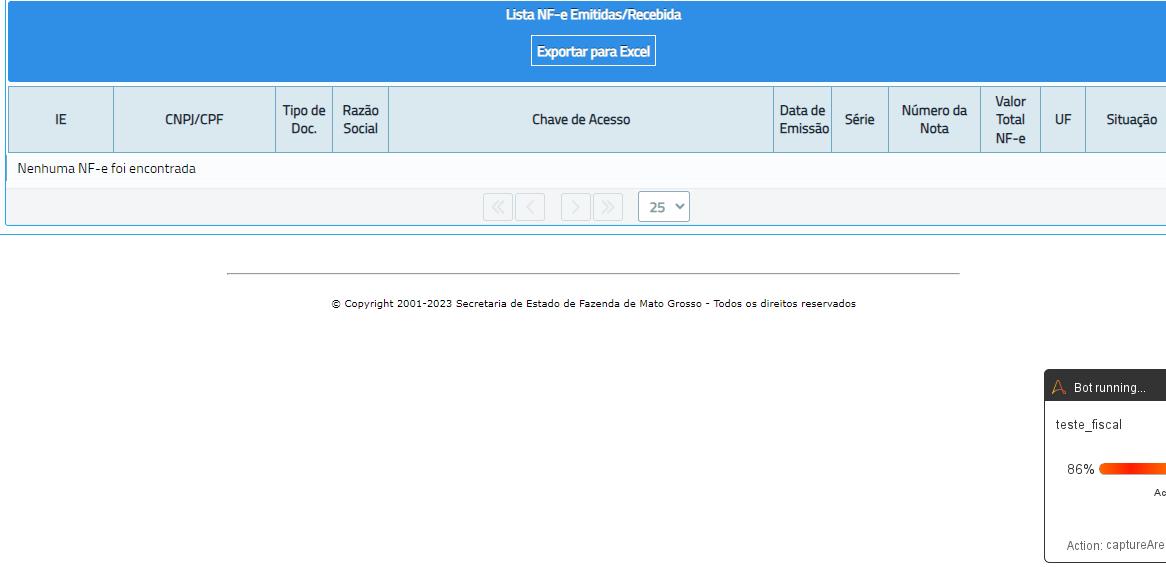 Lista NF-e Emitidas/Recebida
Exportar para Excel
IE
CNPJ/CPF
Tipo de
Doc.
Razão
Social
Chave de Acesso
Data de
Emissão
Série
Número da
Nota
Valor
Total
NF-e
UF
Situação
Nenhuma NF-e foi encontrada
25
© Copyright 2001-2023 Secretaria de Estado de Fazenda de Mato Grosso - Todos os direitos reservados
Bot running...
teste_fiscal
86%
Ac
Action: captureAre